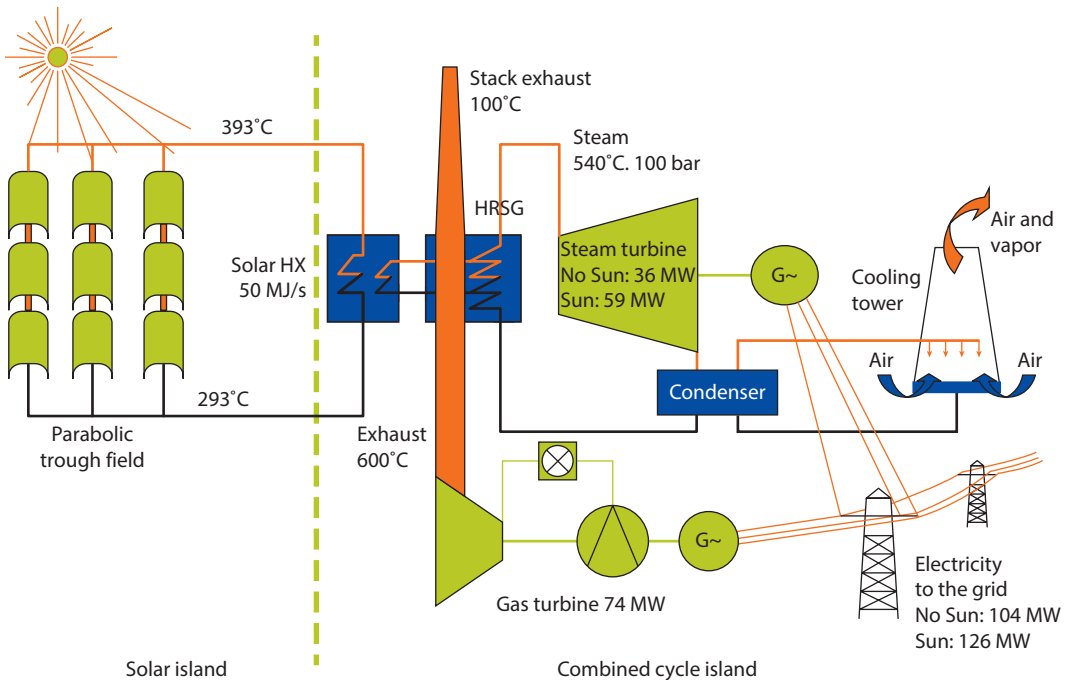 Stack exhaust
100˚C
393˚C
Steam
540˚C. 100 bar
HRSG
Air and
vapor
Solar HX
50 MJ/s
Steam turbine
No Sun: 36 MW
Sun: 59 MW
G~
Cooling
tower
Air
Air
Condenser
293˚C
Parabolic
trough field
Exhaust
600˚C
G~
Gas turbine 74 MW
Electricity
to the grid
No Sun: 104 MW
Sun: 126 MW
Solar island
Combined cycle island